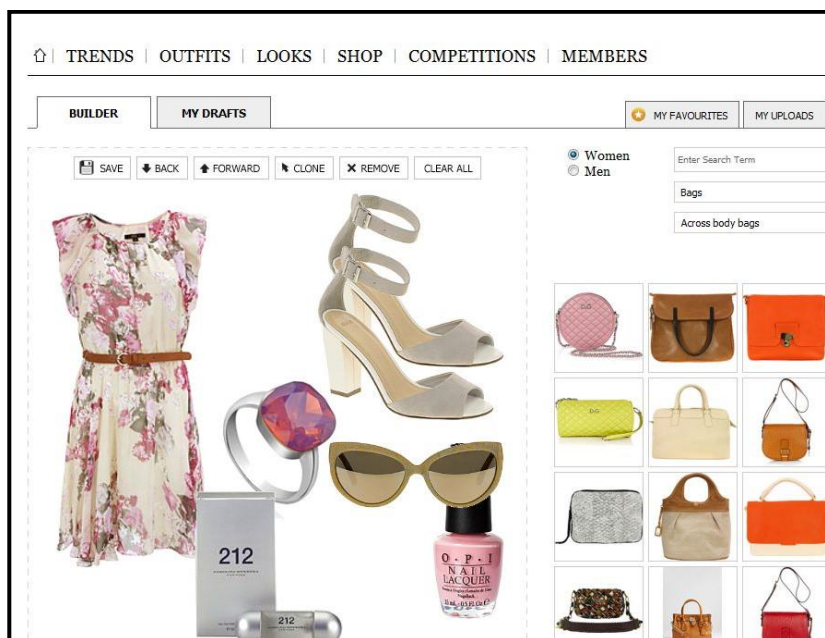 TRENDS | OUTFITS | LOOKS | SHOP | COMPETITIONS | MEMBERS
BUILDER MY DRAFTS
MY FAVOURITES MY UPLOADS
SAVE BACK FORWARD CLONE REMOVE CLEAR ALL
Women
Men
Enter Search Term
Bags
Across body bags
212
212
O·P·I
NAIL
LACQUER